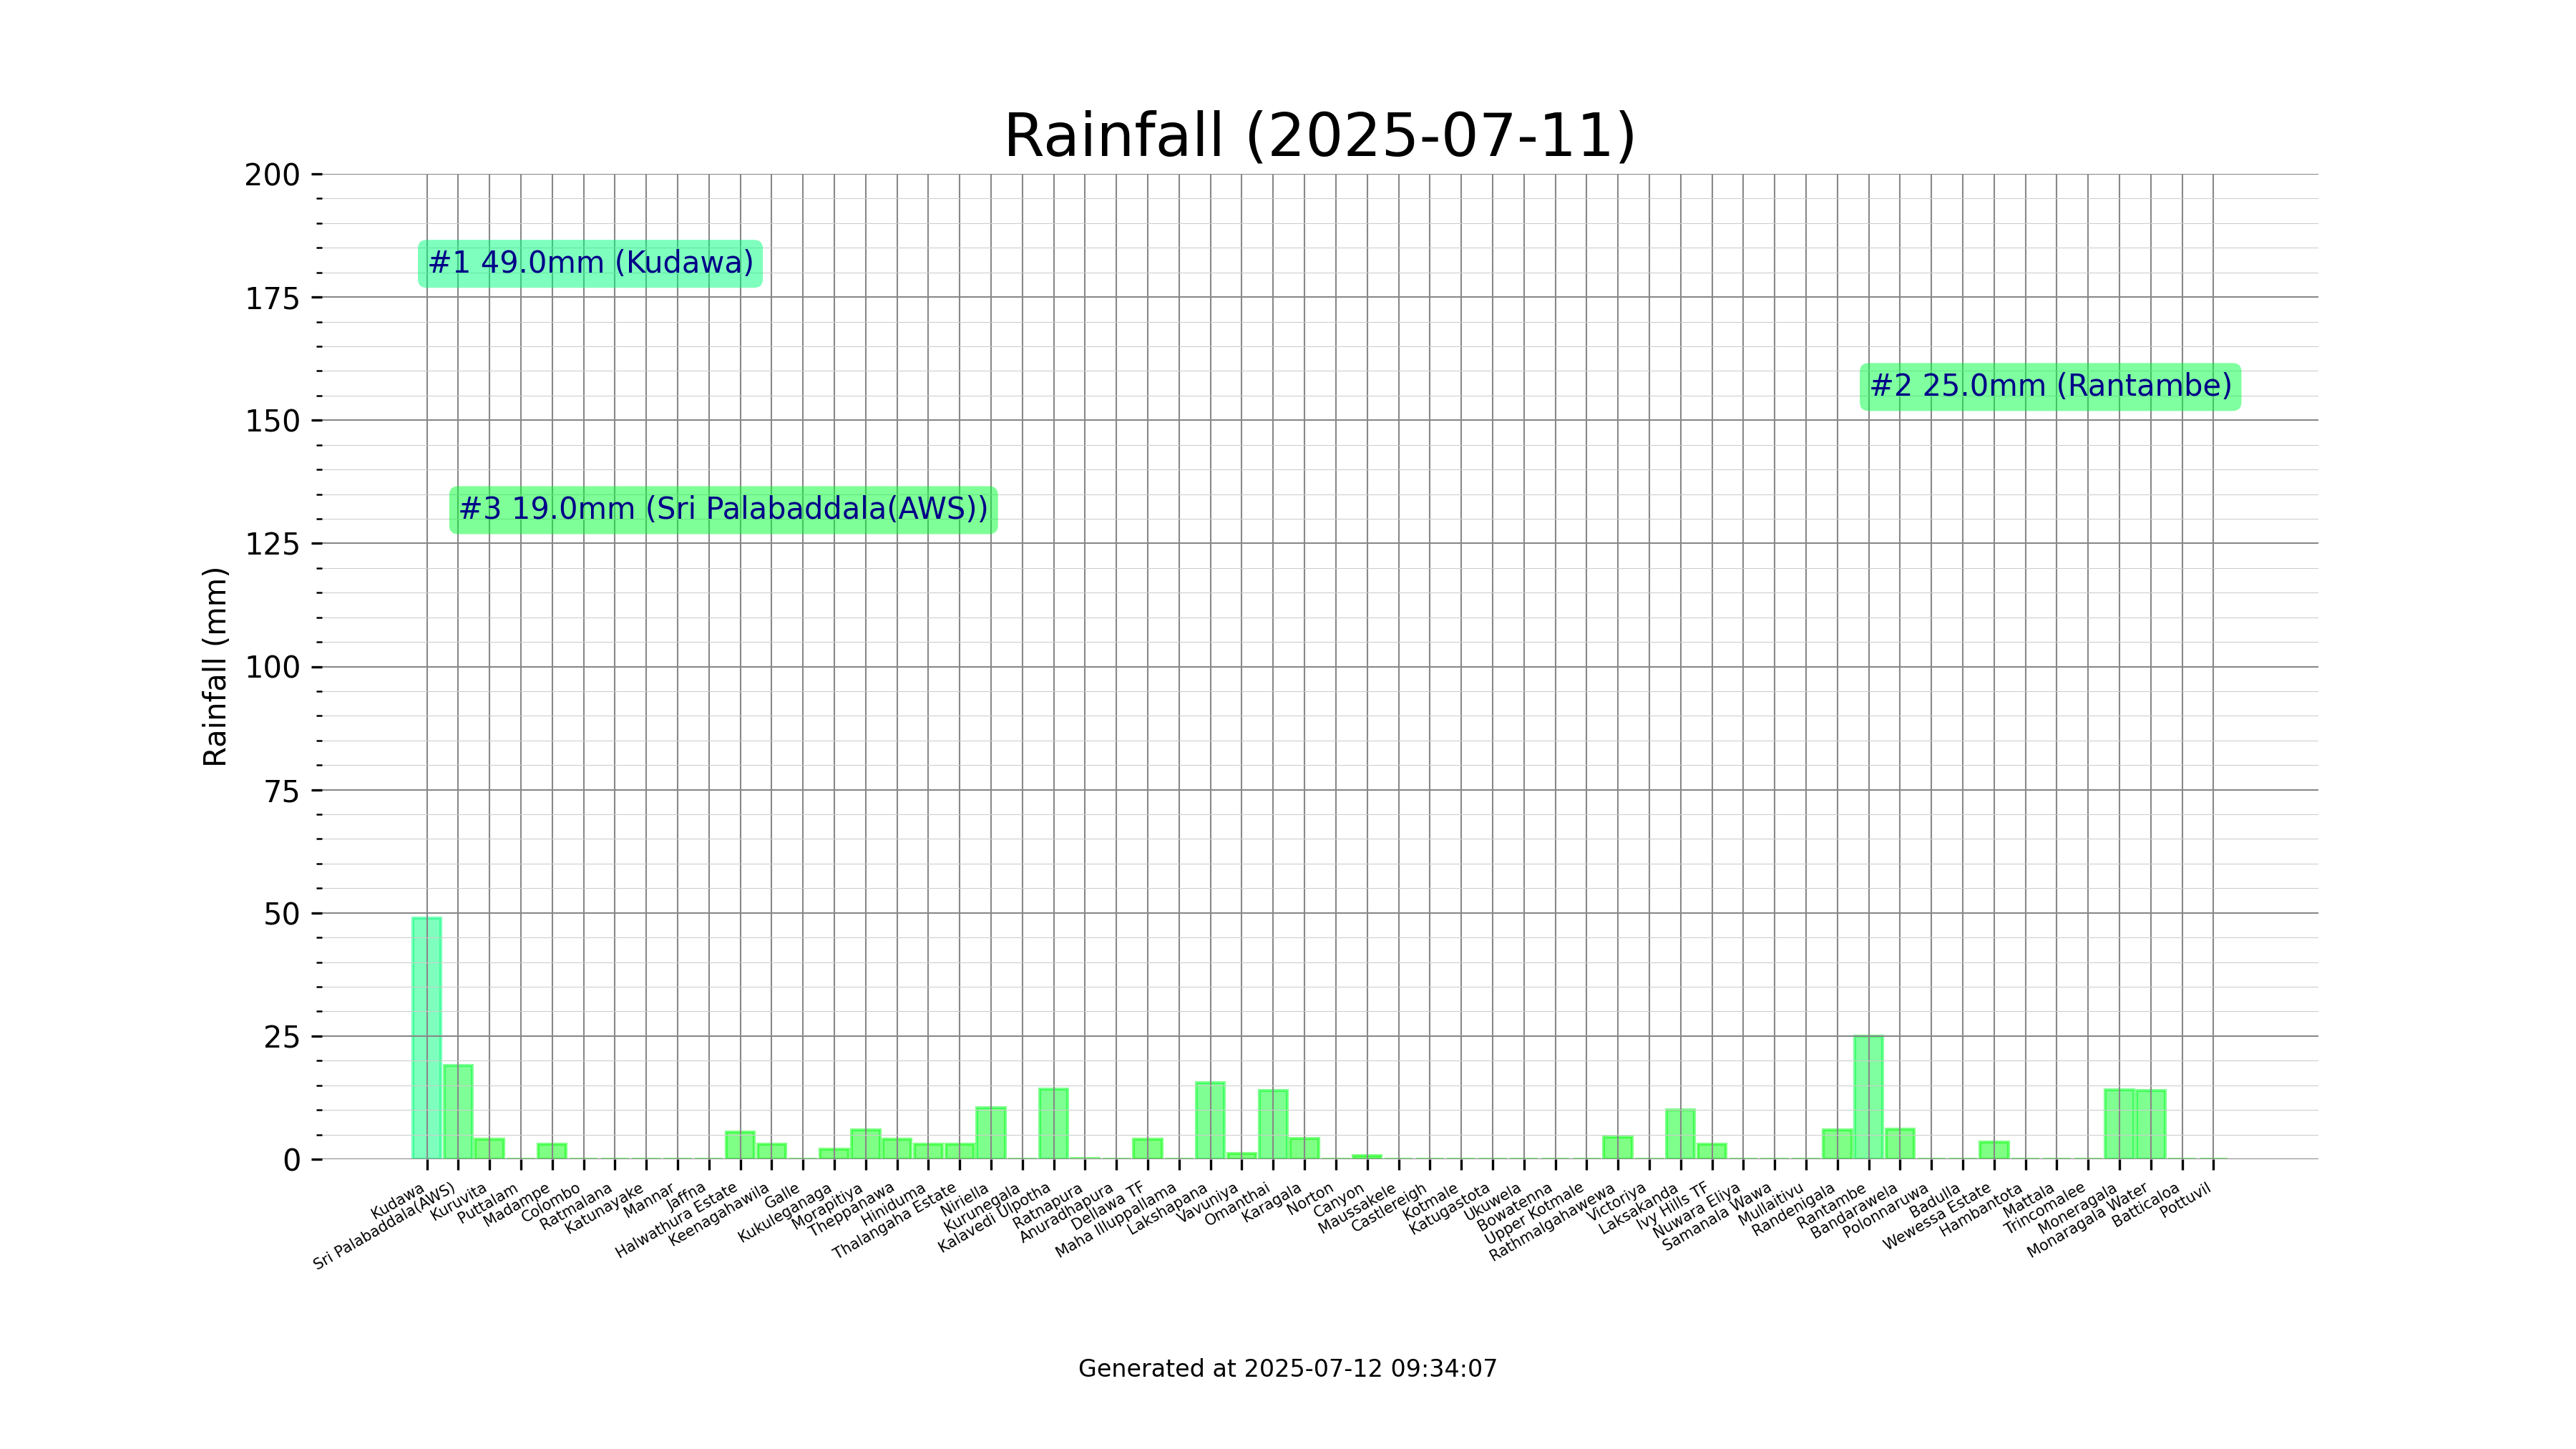 Rainfall (2025-07-11)
Rainfall (mm)
200
175
150
125
100
75
50
25
0
#1 49.0mm (Kudawa)
#2 25.0mm (Rantambe)
#3 19.0mm (Sri Palabaddala(AWS))
Kudawa
Sri Palabaddala(AWS)
Kuruvita
Puttalam
Madampe
Colombo
Ratmalana
Katunayake
Mannar
Jaffna
Halwathura Estate
Keenagahawila
Galle
Kukuleganaga
Morapitiya
Theppanawa
Hiniduma
Thalangaha Estate
Niriella
Kurunegala
Kalavedi Ulpotha
Ratnapura
Anuradhapura
Dellawa TF
Maha Illuppallama
Lakshapana
Vavuniya
Omanthai
Karagala
Norton
Canyon
Maussakele
Castlereigh
Kotmale
Katugastota
Ukuwela
Bowatenna
Upper Kotmale
Rathmalgahawewa
Victoriya
Laksakanda
Ivy Hills TF
Nuwara Eliya
Samanala Wawa
Mullaitivu
Randenigala
Rantambe
Bandarawela
Polonnaruwa
Badulla
Wewessa Estate
Hambantota
Mattala
Trincomalee
Moneragala
Monaragala Water
Batticaloa
Pottuvil
Generated at 2025-07-12 09:34:07